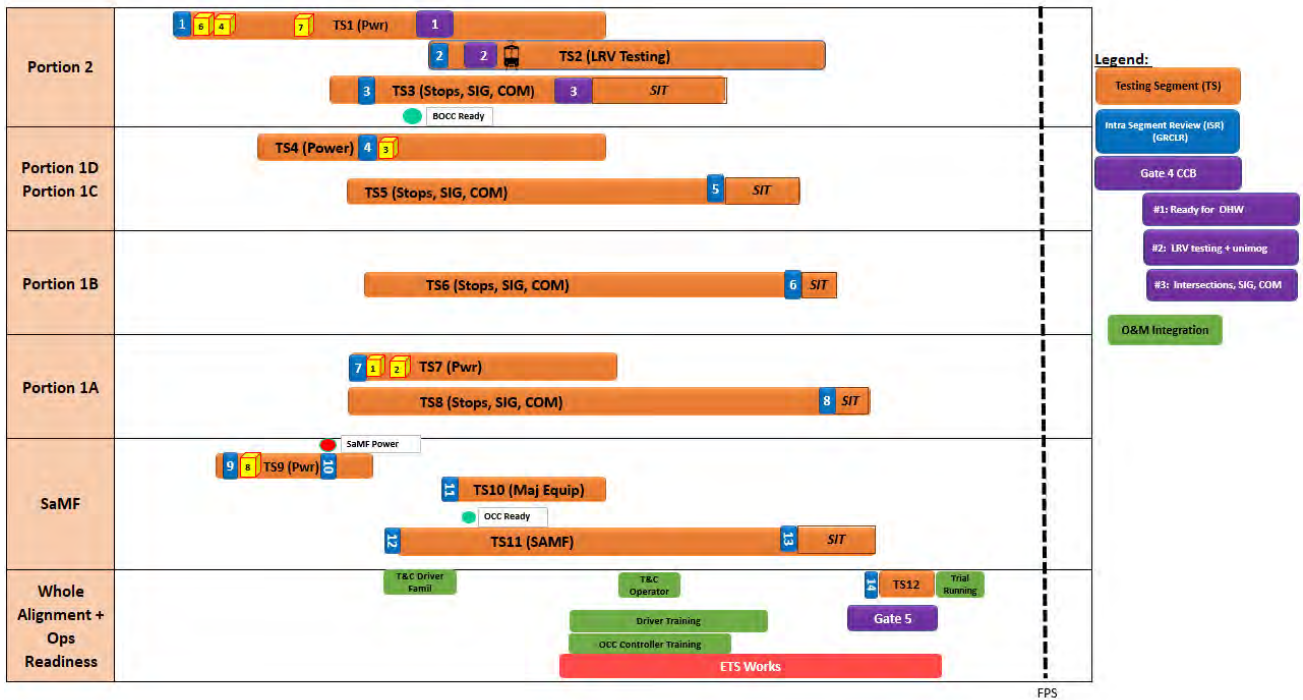 Portion 2
1
6
4
7
TS1 (Pwr)
1
2
2
TS2 (LRV Testing)
3
TS3 (Stops, SIG, COM)
3
SIT
BOCC Ready
Portion 1D
Portion 1C
TS4 (Power)
4
3
TS5 (Stops, SIG, COM)
5
SIT
Portion 1B
TS6 (Stops, SIG, COM)
6
SIT
Portion 1A
7
1
2
TS7 (Pwr)
TS8 (Stops, SIG, COM)
8
SIT
SaMF
SaMF Power
9
8
TS9 (Pwr)
10
11
TS10 (Maj Equip)
OCC Ready
12
TS11 (SAMF)
13
SIT
Whole
Alignment +
Ops
Readiness
T&C Driver
Famil
T&C
Operator
14
TS12
Trial
Running
Driver Training
Gate 5
OCC Controller Training
ETS Works
FPS
Legend:
Testing Segment (TS)
Intra Segment Review (ISR)
(GRCLR)
Gate 4 CCB
#1: Ready for OHW
#2: LRV testing + unimog
#3: Intersections, SIG, COM
O&M Integration